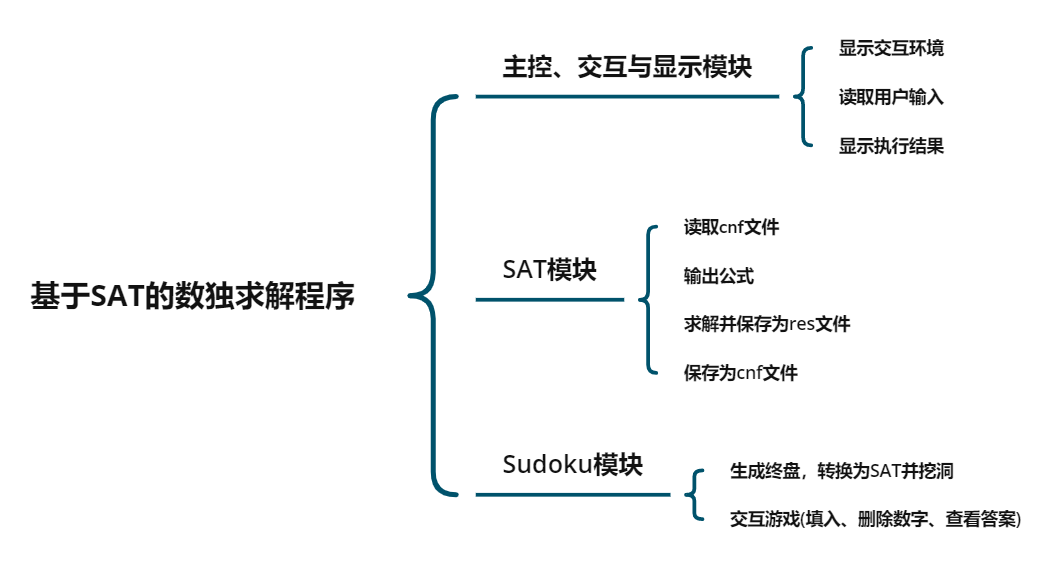 基于SAT的数独求解程序
主控、交互与显示模块
显示交互环境
读取用户输入
显示执行结果
SAT模块
读取cnf文件
输出公式
求解并保存为res文件
保存为cnf文件
Sudoku模块
生成终盘，转换为SAT并挖洞
交互游戏(填入、删除数字、查看答案)